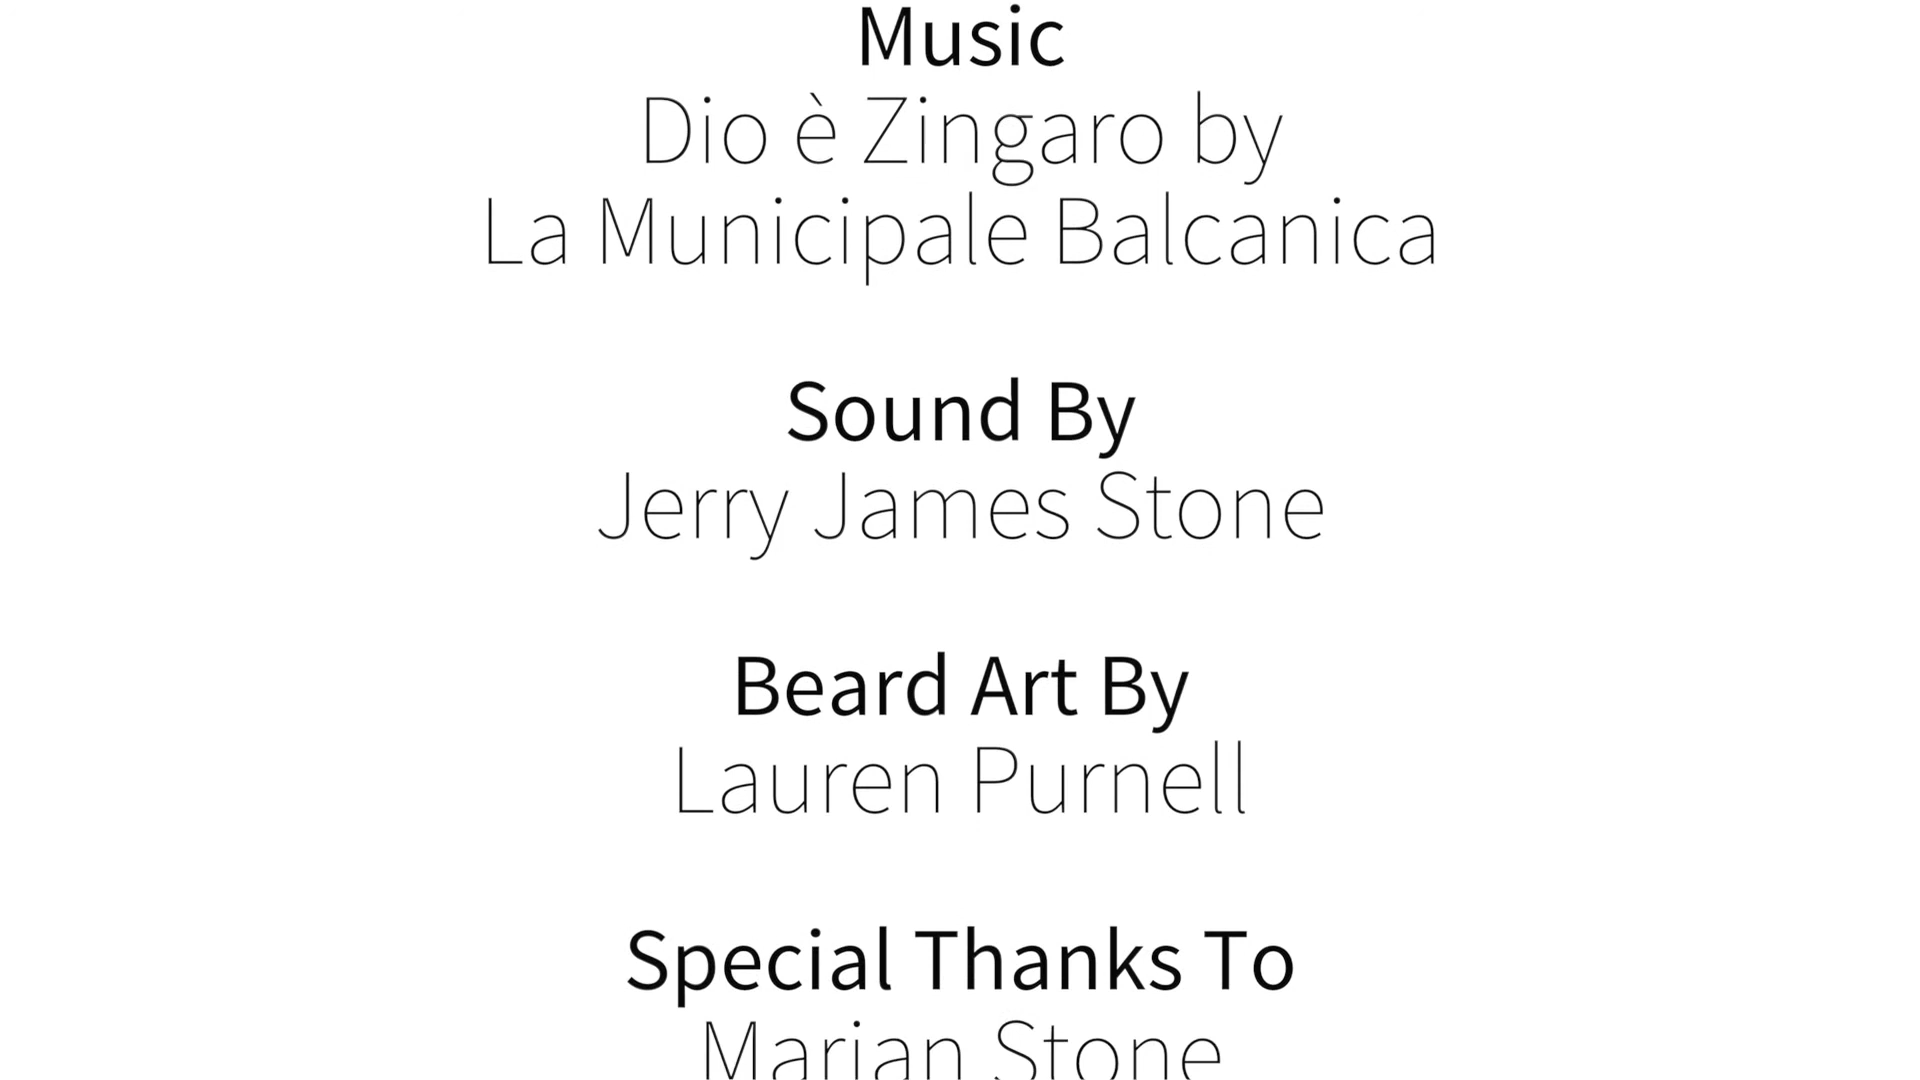 Music
Dio è Zingaro by
La Municipale Balcanica
Sound By
Jerry James Stone
Beard Art By
Lauren Purnell
Special Thanks To
Marian Stone